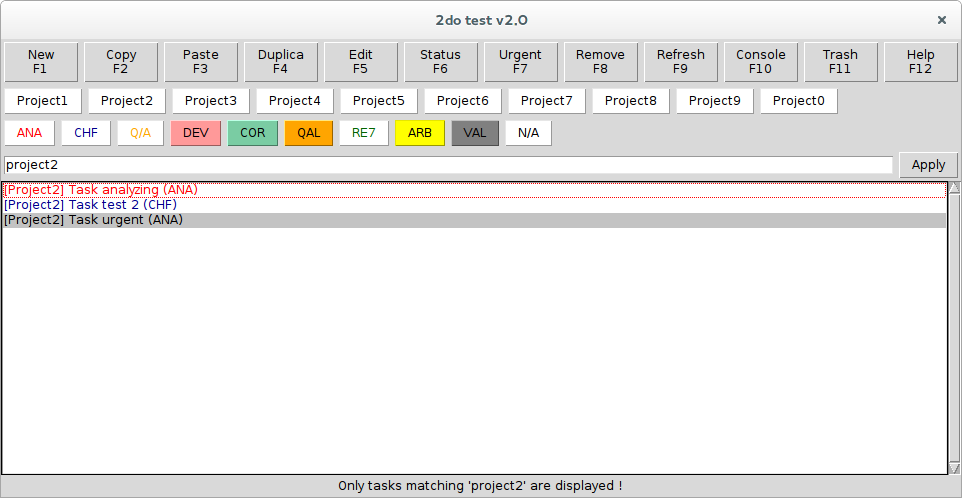 2do test v2.0
New Copy Paste Duplica Edit Status Urgent Remove Refresh Console Trash Help
F1 F2 F3 F4 F5 F6 F7 F8 F9 F10 F11 F12
Project1 Project2 Project3 Project4 Project5 Project6 Project7 Project8 Project9 Project0
ANA CHF Q/A DEV COR QAL RE7 ARB VAL N/A
project2 Apply
[Project2] Task analyzing (ANA)
[Project2] Task test 2 (CHF)
[Project2] Task urgent (ANA)
Only tasks matching 'project2' are displayed !